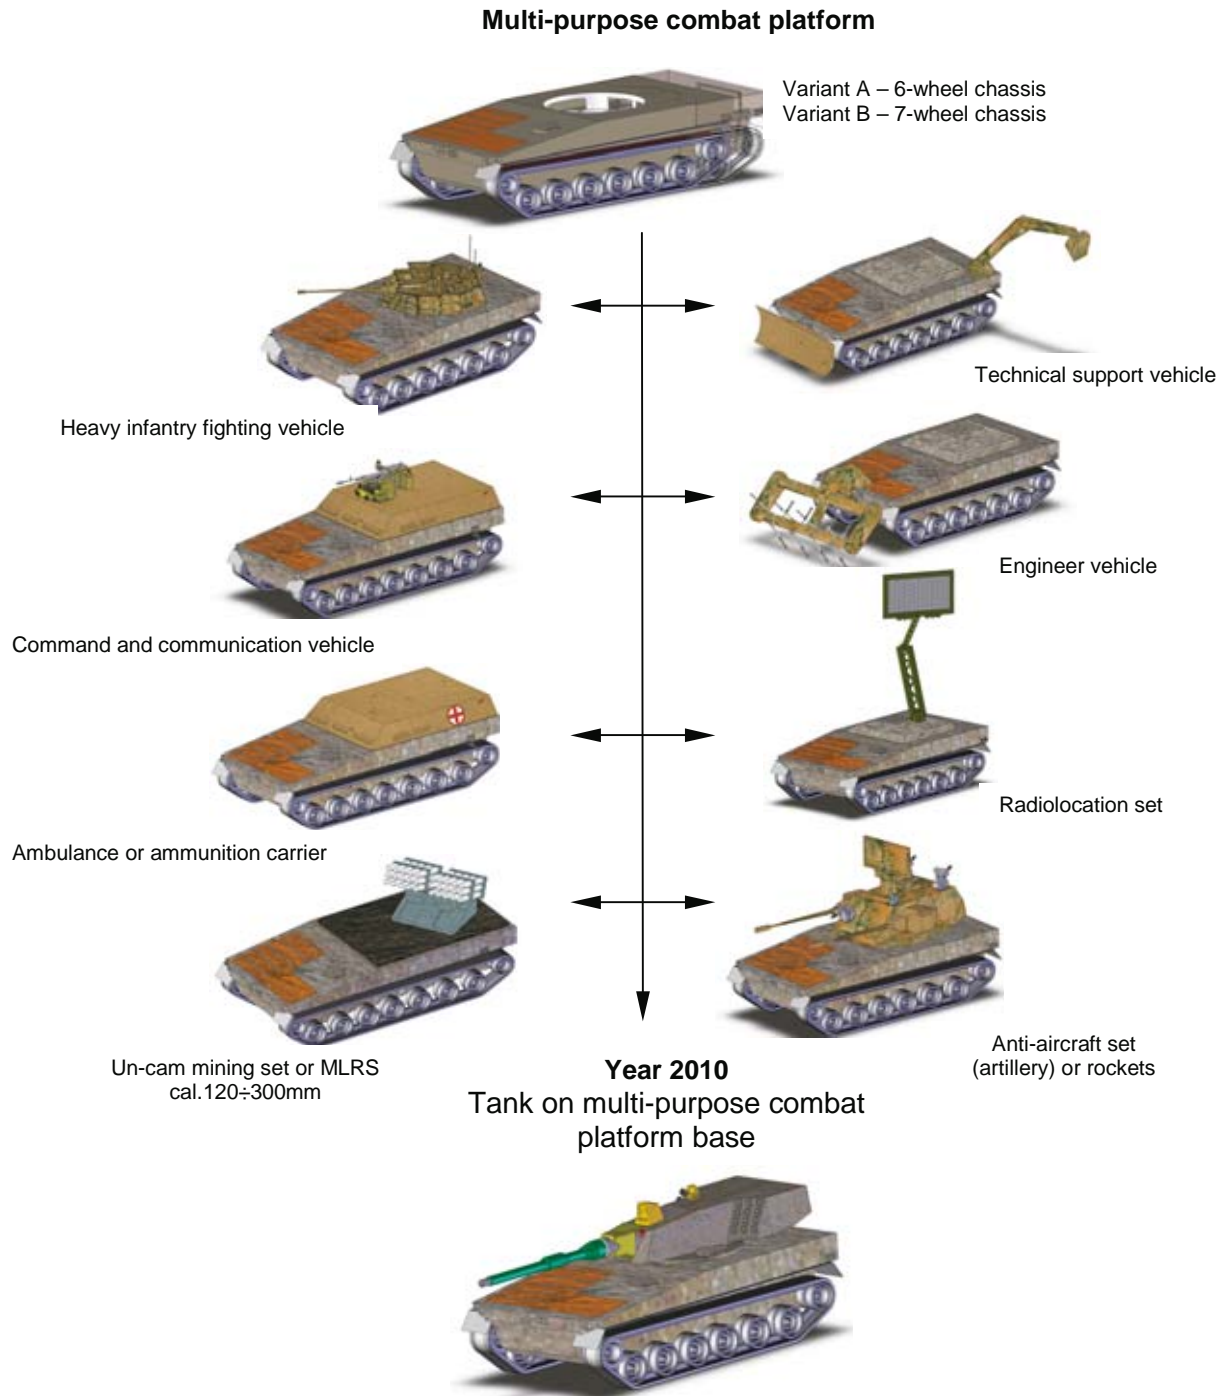 Multi-purpose combat platform
Variant A – 6-wheel chassis
Variant B – 7-wheel chassis
Technical support vehicle
Heavy infantry fighting vehicle
Engineer vehicle
Command and communication vehicle
Radiolocation set
Ambulance or ammunition carrier
Un-cam mining set or MLRS
cal.120÷300mm
Anti-aircraft set
(artillery) or rockets
Year 2010
Tank on multi-purpose combat
platform base